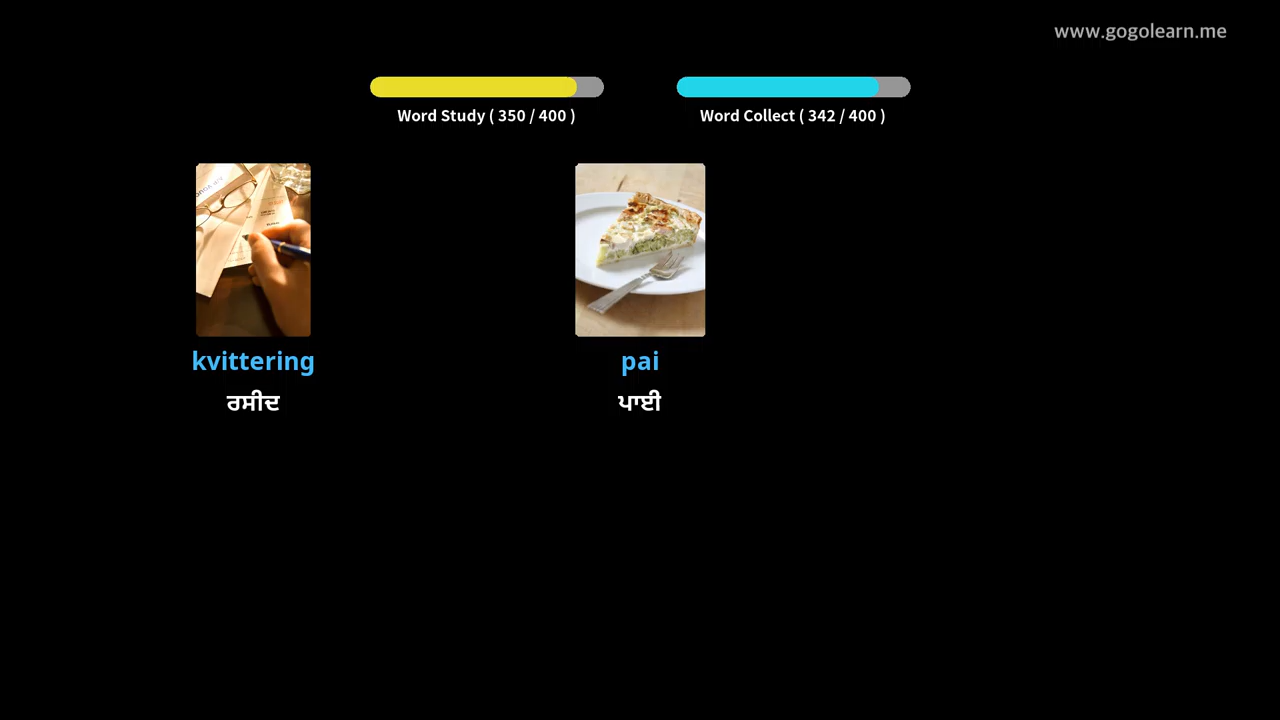 www.gogolearn.me
Word Study ( 350 / 400 )
Word Collect ( 342 / 400 )
kvittering
ਰਸੀਦ
pai
ਪਾਈ